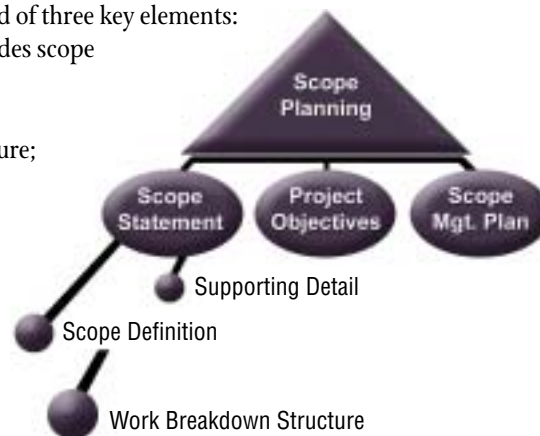 d of three key elements:
des scope
ure;
Scope
Planning
Scope
Statement
Project
Objectives
Scope
Mgt. Plan
Supporting Detail
Scope Definition
Work Breakdown Structure